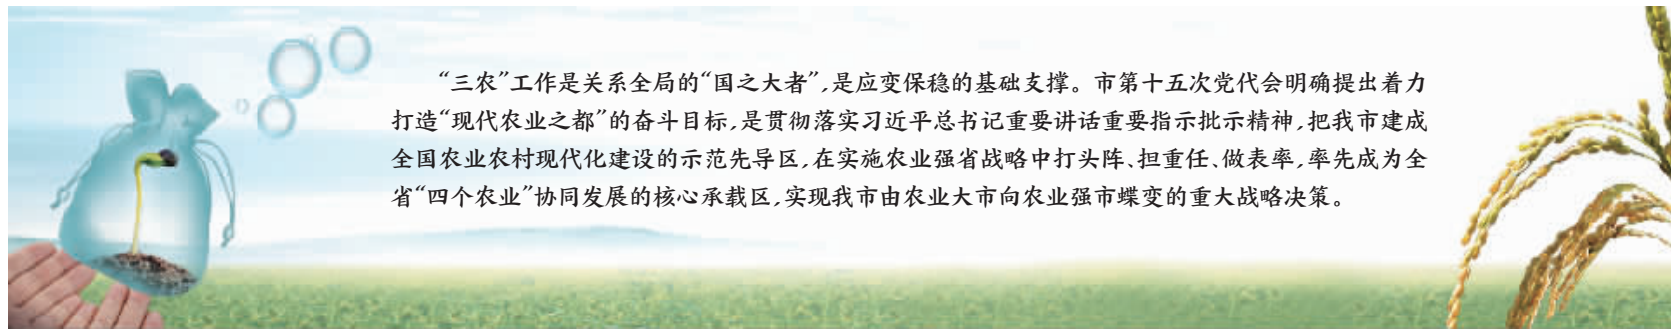 “三农”工作是关系全局的“国之大者”,是应变保稳的基础支撑。市第十五次党代会明确提出着力
打造“现代农业之都”的奋斗目标,是贯彻落实习近平总书记重要讲话重要指示批示精神,把我市建成
全国农业农村现代化建设的示范先导区,在实施农业强省战略中打头阵、担重任、做表率,率先成为全
省“四个农业”协同发展的核心承载区,实现我市由农业大市向农业强市蝶变的重大战略决策。